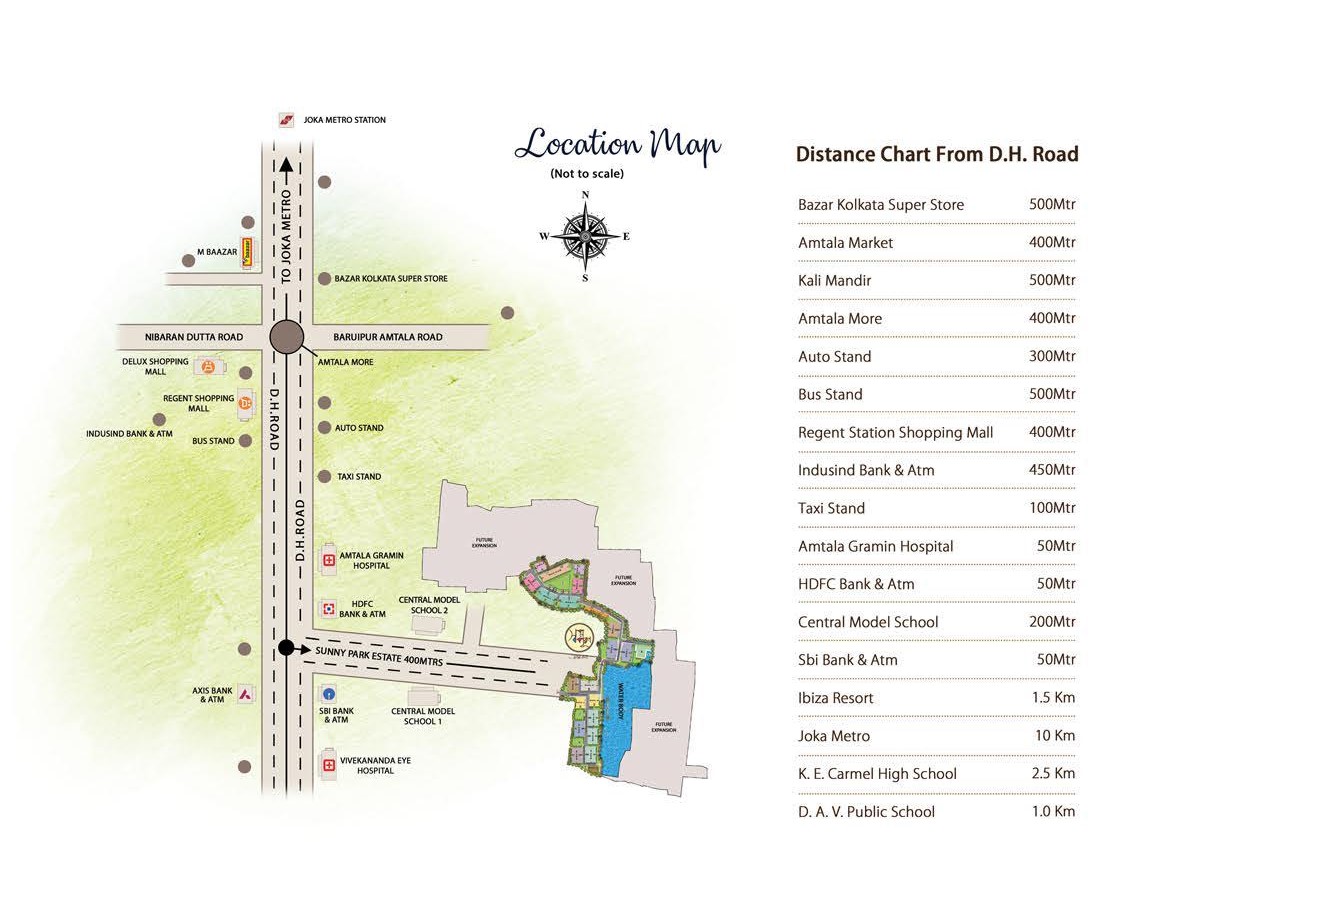 JOKA METRO STATION
Location Map
(Not to scale)
N
W
E
S
TO JOKA METRO
M BAAZAR
BAZAR KOLKATA SUPER STORE
NIBARAN DUTTA ROAD
BARUIPUR AMTALA ROAD
AMTALA MORE
DELUX SHOPPING
MALL
REGENT SHOPPING
MALL
INDUSIND BANK & ATM
BUS STAND
D.H.ROAD
AUTO STAND
TAXI STAND
D.H.ROAD
AMTALA GRAMIN
HOSPITAL
HDFC
BANK & ATM
CENTRAL MODEL
SCHOOL 2
SUNNY PARK ESTATE 400MTRS
AXIS BANK
& ATM
SBI BANK
& ATM
CENTRAL MODEL
SCHOOL 1
VIVEKANANDA EYE
HOSPITAL
FUTURE
EXPANSION
FUTURE
EXPANSION
WATER BODY
FUTURE
EXPANSION
Distance Chart From D.H. Road
Bazar Kolkata Super Store 500Mtr
Amtala Market 400Mtr
Kali Mandir 500Mtr
Amtala More 400Mtr
Auto Stand 300Mtr
Bus Stand 500Mtr
Regent Station Shopping Mall 400Mtr
Indusind Bank & Atm 450Mtr
Taxi Stand 100Mtr
Amtala Gramin Hospital 50Mtr
HDFC Bank & Atm 50Mtr
Central Model School 200Mtr
Sbi Bank & Atm 50Mtr
Ibiza Resort 1.5 Km
Joka Metro 10 Km
K. E. Carmel High School 2.5 Km
D. A. V. Public School 1.0 Km